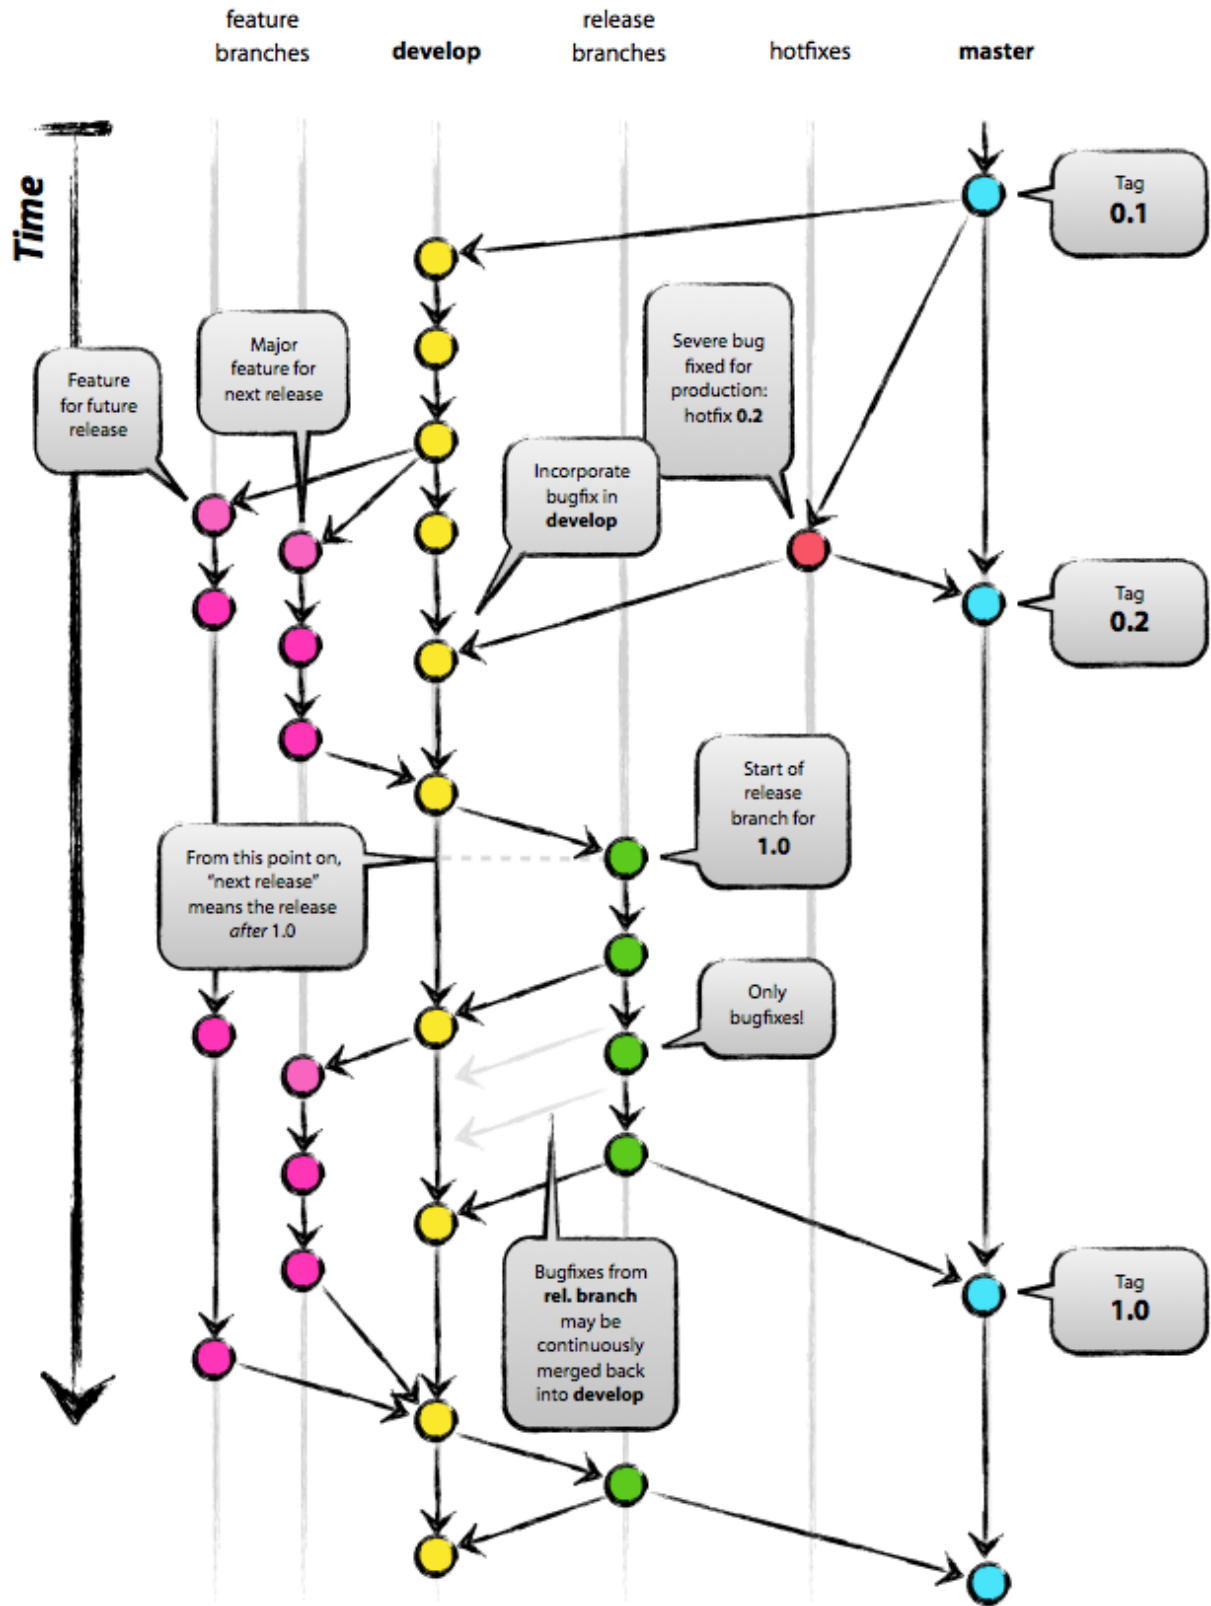 feature
branches
develop
release
branches
hotfixes
master
Time
Tag
0.1
Major
feature for
next release
Feature
for future
release
Severe bug
fixed for
production:
hotfix 0.2
Incorporate
bugfix in
develop
Tag
0.2
Start of
release
branch for
1.0
From this point on,
“next release”
means the release
after 1.0
Only
bugfixes!
Bugfixes from
rel. branch
may be
continuously
merged back
into develop
Tag
1.0